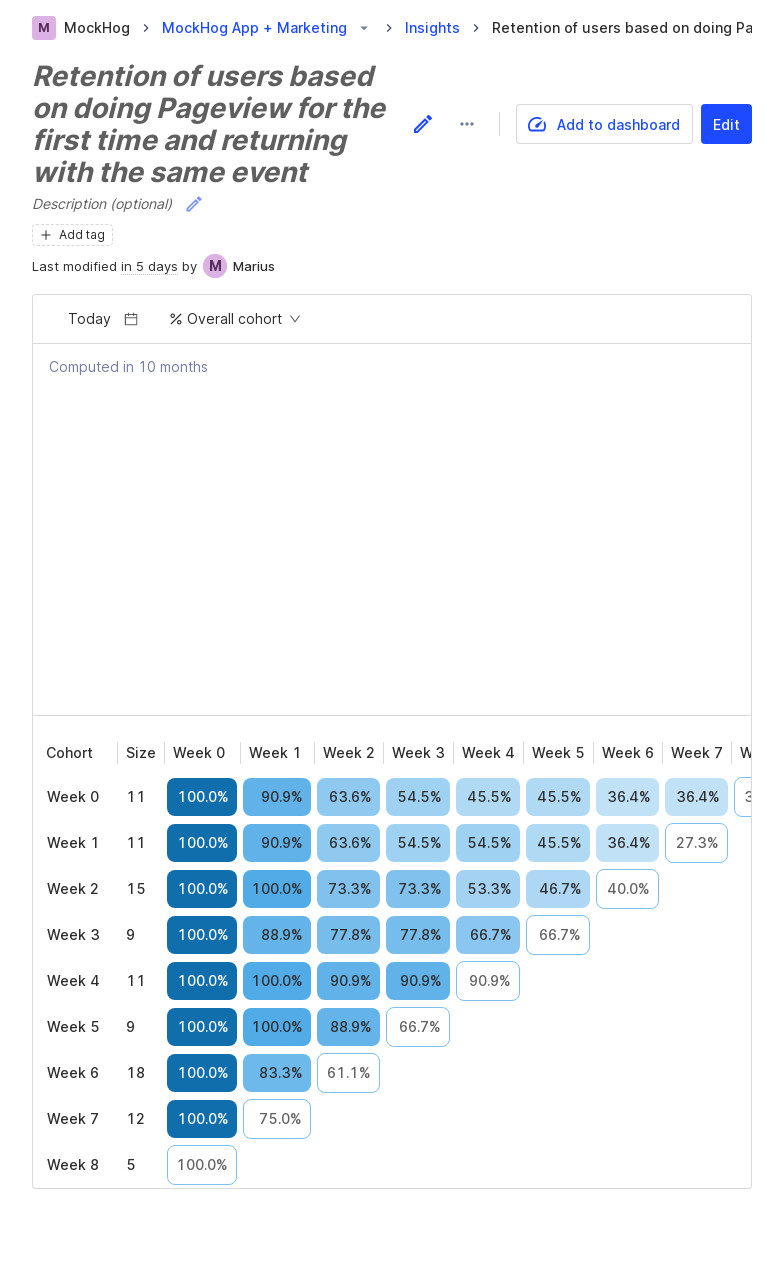 M MockHog > MockHog App + Marketing > Insights > Retention of users based on doing Pa
Retention of users based
on doing Pageview for the
first time and returning
with the same event
Add to dashboard
Edit
Description (optional)
+ Add tag
Last modified in 5 days by M Marius
Today % Overall cohort
Computed in 10 months
Cohort Size Week 0 Week 1 Week 2 Week 3 Week 4 Week 5 Week 6 Week 7
Week 0 11 100.0% 90.9% 63.6% 54.5% 45.5% 45.5% 36.4% 36.4%
Week 1 11 100.0% 90.9% 63.6% 54.5% 54.5% 45.5% 36.4% 27.3%
Week 2 15 100.0% 100.0% 73.3% 73.3% 53.3% 46.7% 40.0%
Week 3 9 100.0% 88.9% 77.8% 77.8% 66.7% 66.7%
Week 4 11 100.0% 100.0% 90.9% 90.9% 90.9%
Week 5 9 100.0% 100.0% 88.9% 66.7%
Week 6 18 100.0% 83.3% 61.1%
Week 7 12 100.0% 75.0%
Week 8 5 100.0%